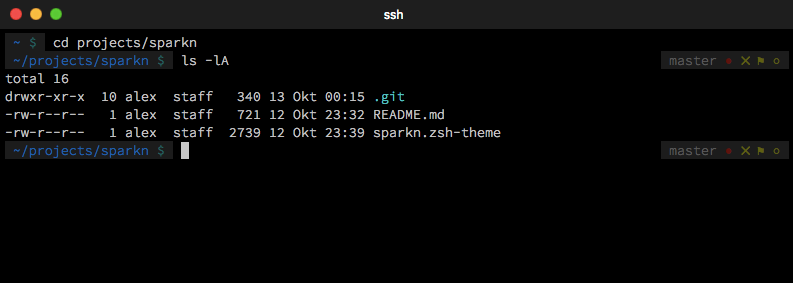 ssh
~ $ cd projects/sparkn
~/projects/sparkn $ ls -lA master ● ✕ ⚑ ○
total 16
drwxr-xr-x 10 alex staff 340 13 Okt 00:15 .git
-rw-r--r-- 1 alex staff 721 12 Okt 23:32 README.md
-rw-r--r-- 1 alex staff 2739 12 Okt 23:39 sparkn.zsh-theme
~/projects/sparkn $ master ● ✕ ⚑ ○